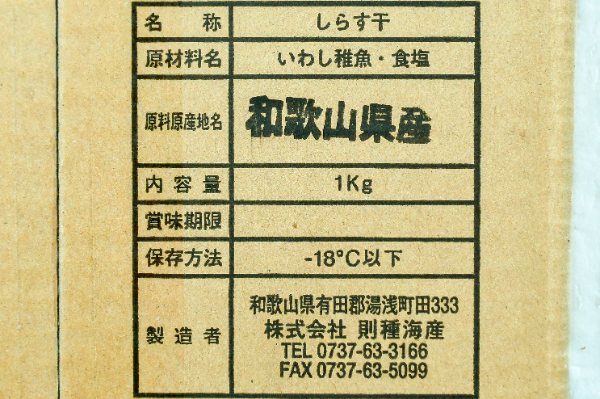 名称 しらす干
原材料名 いわし稚魚・食塩
原料原産地名 和歌山県産
内容量 1Kg
賞味期限
保存方法 -18℃以下
製造者 和歌山県有田郡湯浅町田333
株式会社 則種海産
TEL 0737-63-3166
FAX 0737-63-5099